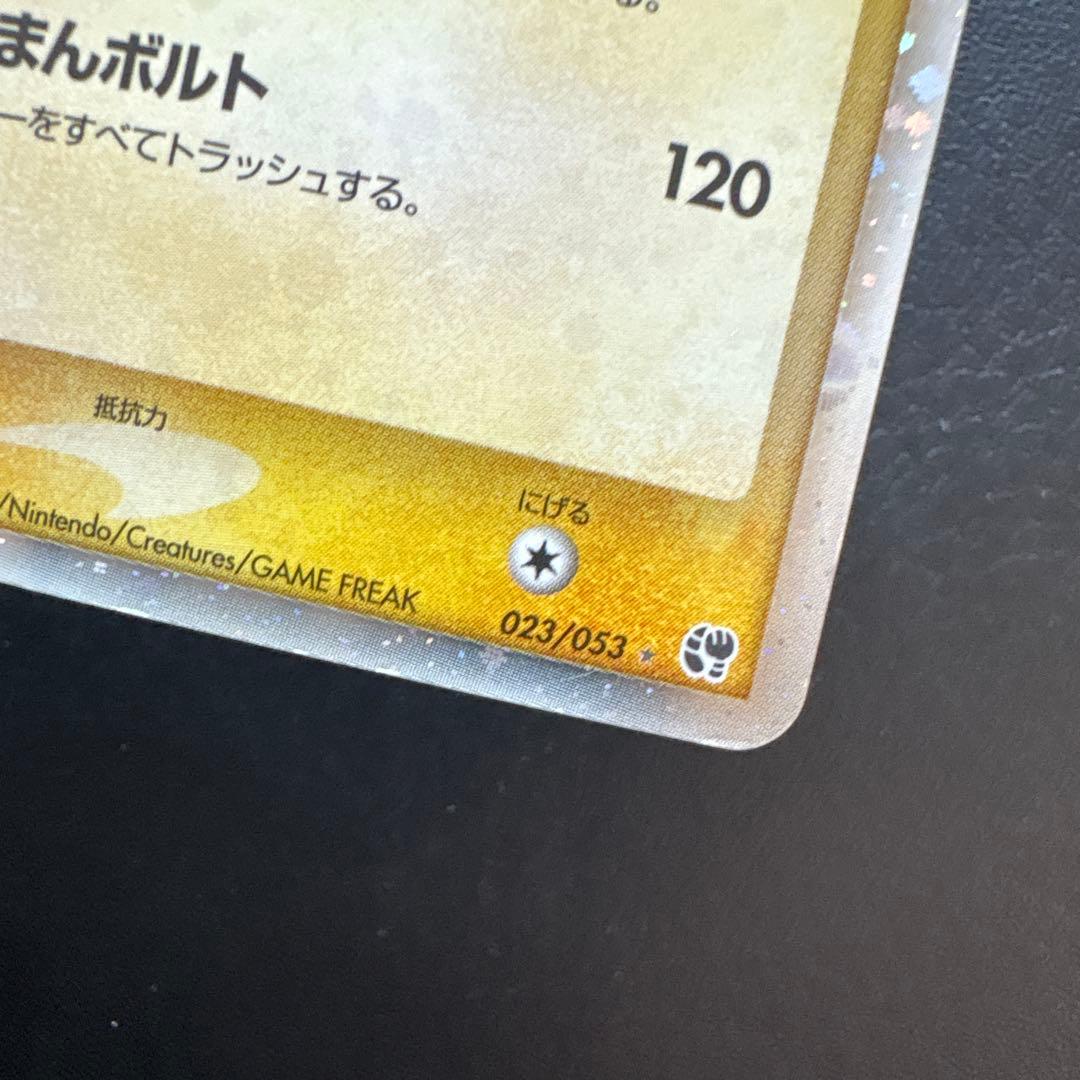 る。
まんボルト
ーをすべてトラッシュする。
120
抵抗力
にげる
/Nintendo/Creatures/GAME FREAK
023/053 ★